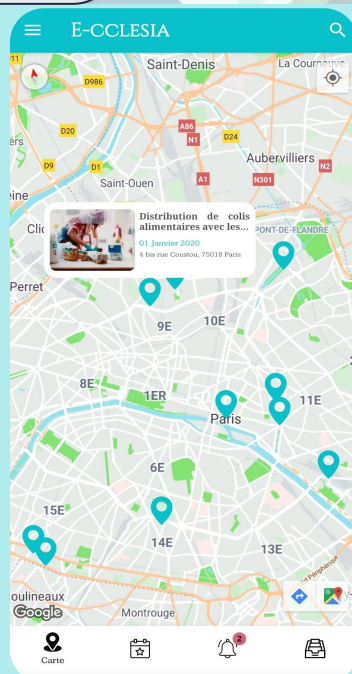 E-CCLESIA
Saint-Denis
La Courneuve
D986
A86
N1
D20
D24
Aubervilliers
N2
D9
D1
A1
N301
Saint-Ouen
Distribution de colis
alimentaires avec les...
01 Janvier 2020
4 bis rue Coustou, 75018 Paris
PONT-DE-FLANDRE
Clic
Perret
9E
10E
8E
1ER
11E
Paris
6E
15E
14E
13E
Périphérique
oulineaux
Google
Montrouge
2
Carte